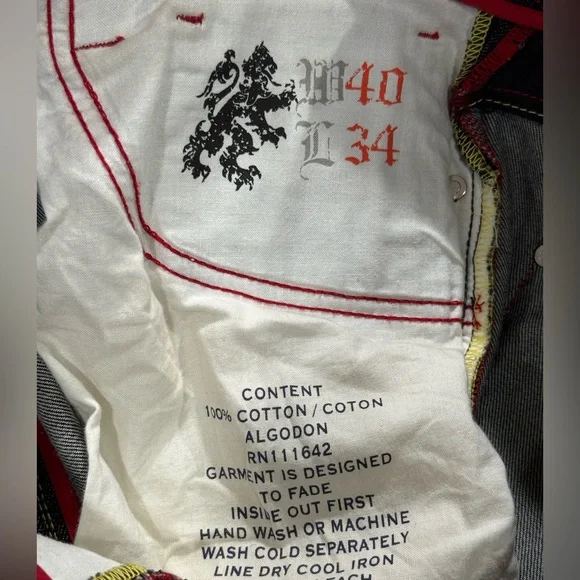 W40
L 34
CONTENT
100% COTTON / COTON
ALGODON
RN111642
GARMENT IS DESIGNED
TO FADE
INSIDE OUT FIRST
HAND WASH OR MACHINE
WASH COLD SEPARATELY
LINE DRY COOL IRON